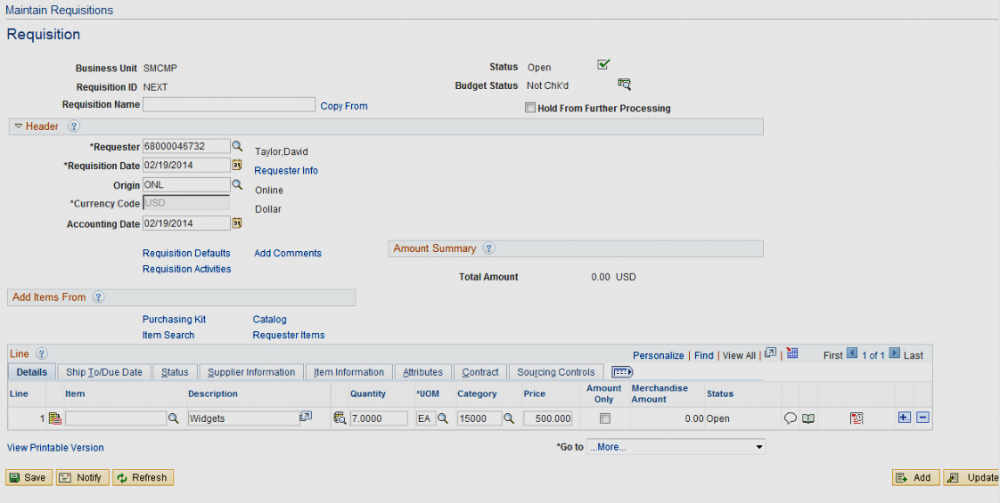 Maintain Requisitions
Requisition
Business Unit SMCMP Status Open
Requisition ID NEXT Budget Status Not Chk'd
Requisition Name Copy From Hold From Further Processing
Header ?
*Requester 68000046732 Taylor,David
*Requisition Date 02/19/2014 31 Requester Info
Origin ONL Online
*Currency Code USD Dollar
Accounting Date 02/19/2014 31
Requisition Defaults Add Comments Amount Summary ?
Requisition Activities
Total Amount 0.00 USD
Add Items From ?
Purchasing Kit Catalog
Item Search Requester Items
Line ? Personalize | Find | View All | | First 1 of 1 Last
Details Ship To/Due Date Status Supplier Information Item Information Attributes Contract Sourcing Controls
Line Item Description Quantity *UOM Category Price Amount Only Merchandise Amount Status
1 Widgets 7.0000 EA 15000 500.000 0.00 Open
View Printable Version *Go to ...More...
Save Notify Refresh Add Update